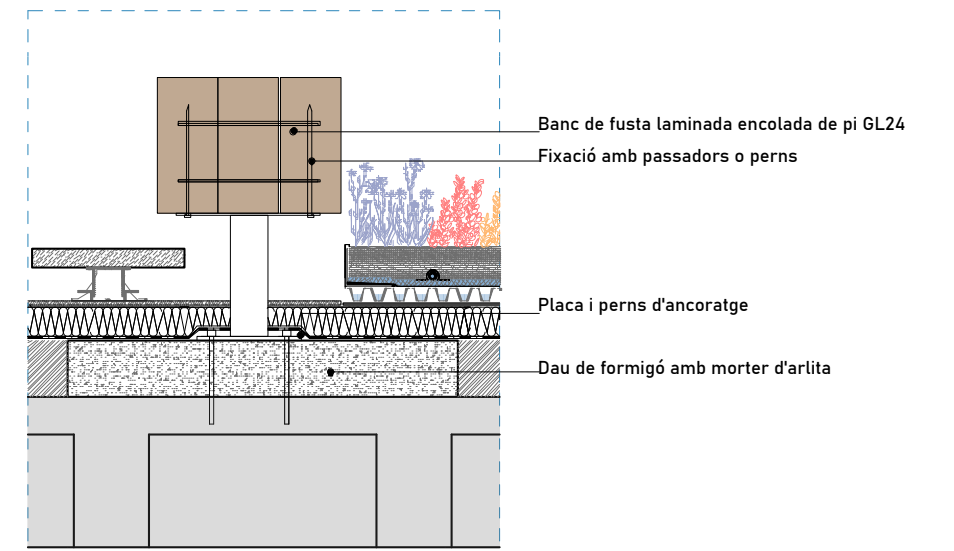 Banc de fusta laminada encolada de pi GL24
Fixació amb passadors o perns
Placa i perns d'ancoratge
Dau de formigó amb morter d'arlita